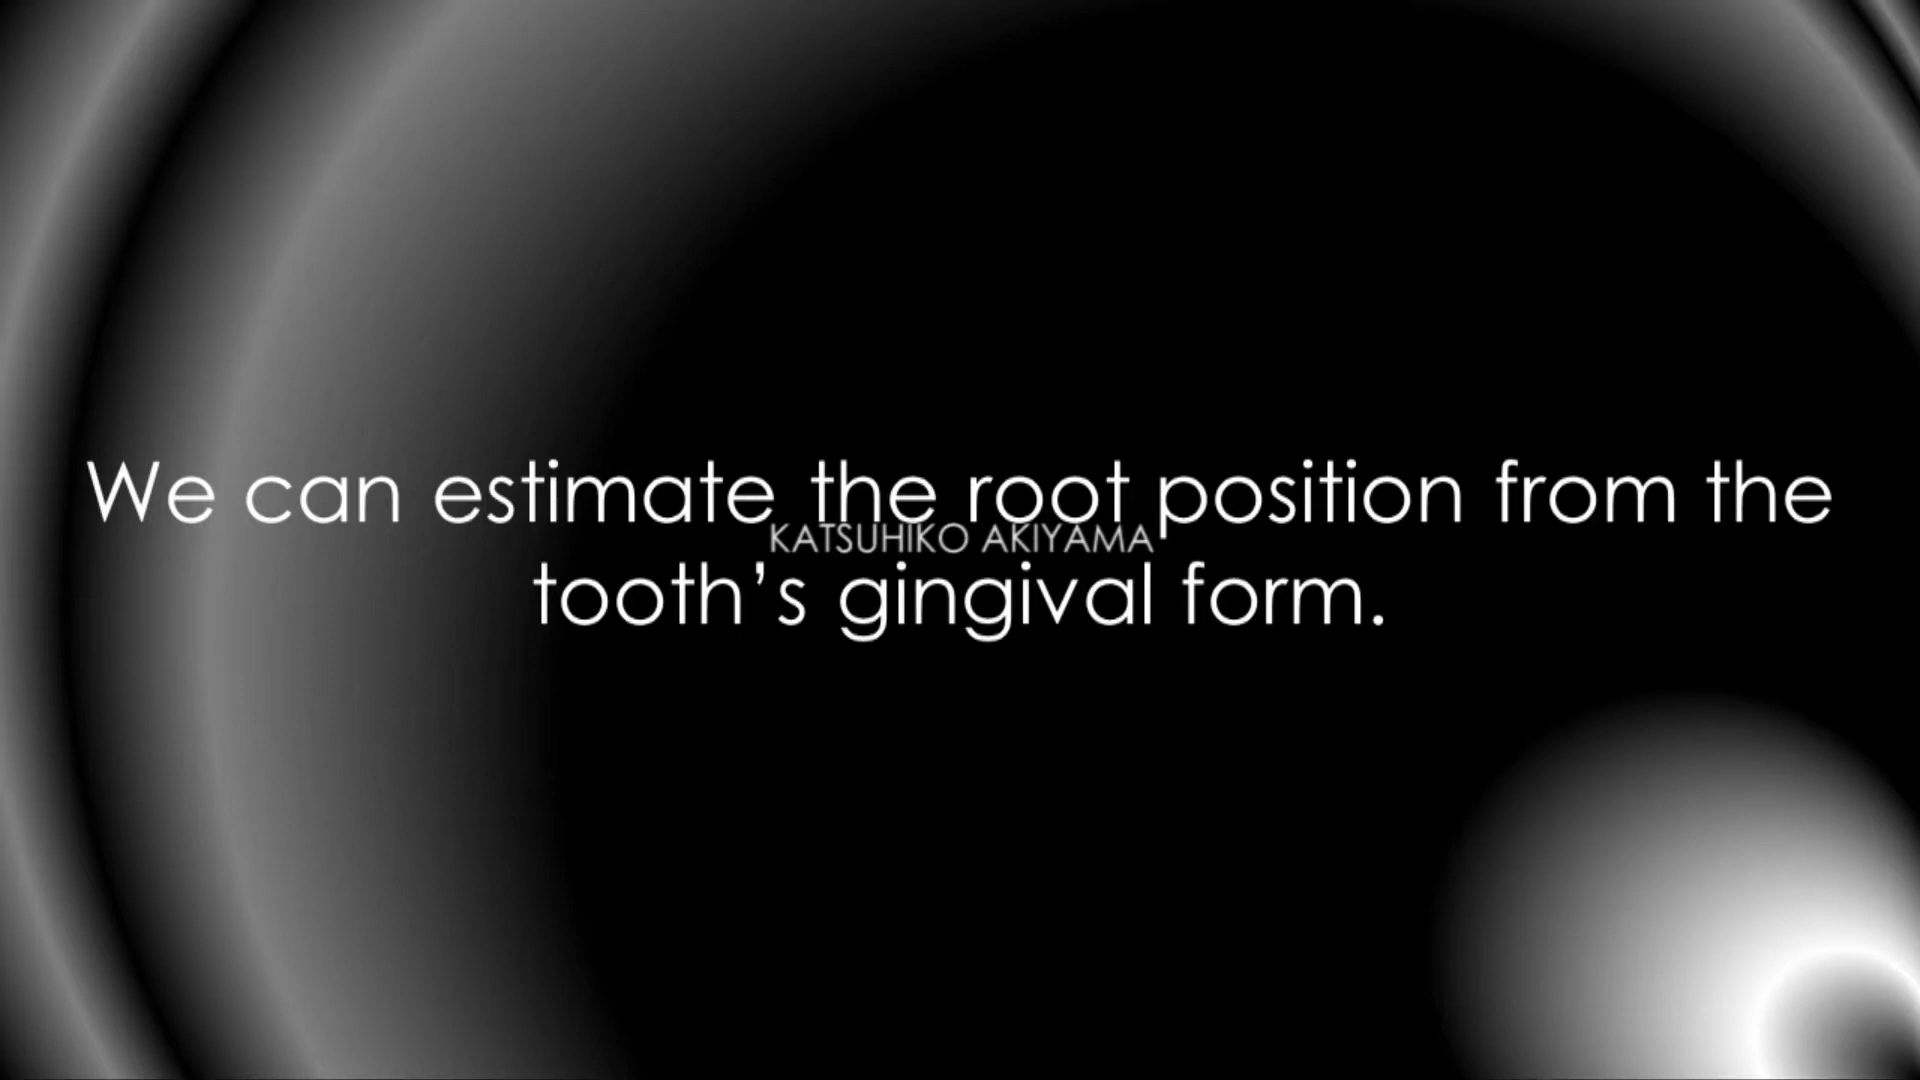 We can estimate the root position from the
KATSUHIKO AKIYAMA
tooth’s gingival form.